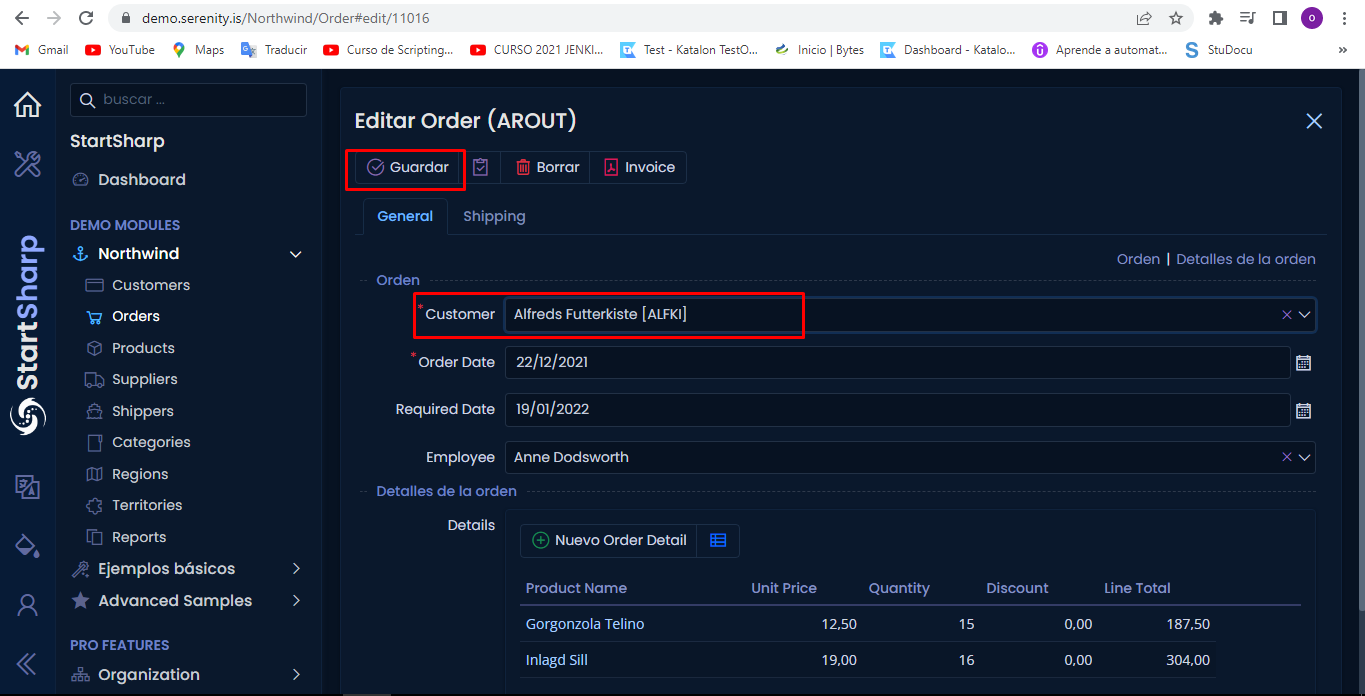 demo.serenity.is/Northwind/Order#edit/11016
O
Gmail YouTube Maps Traducir Curso de Scripting... CURSO 2021 JENKI... Test - Katalon TestO... Inicio | Bytes Dashboard - Katalo... Aprende a automat... StuDocu »
buscar ...
StartSharp
Dashboard
DEMO MODULES
Northwind
Customers
Orders
Products
Suppliers
Shippers
Categories
Regions
Territories
Reports
Ejemplos básicos
Advanced Samples
PRO FEATURES
Organization
StartSharp
Editar Order (AROUT)
Guardar Borrar Invoice
General Shipping
Orden | Detalles de la orden
Orden
*Customer Alfreds Futterkiste [ALFKI]
*Order Date 22/12/2021
Required Date 19/01/2022
Employee Anne Dodsworth
Detalles de la orden
Details
Nuevo Order Detail
Product Name Unit Price Quantity Discount Line Total
Gorgonzola Telino 12,50 15 0,00 187,50
Inlagd Sill 19,00 16 0,00 304,00